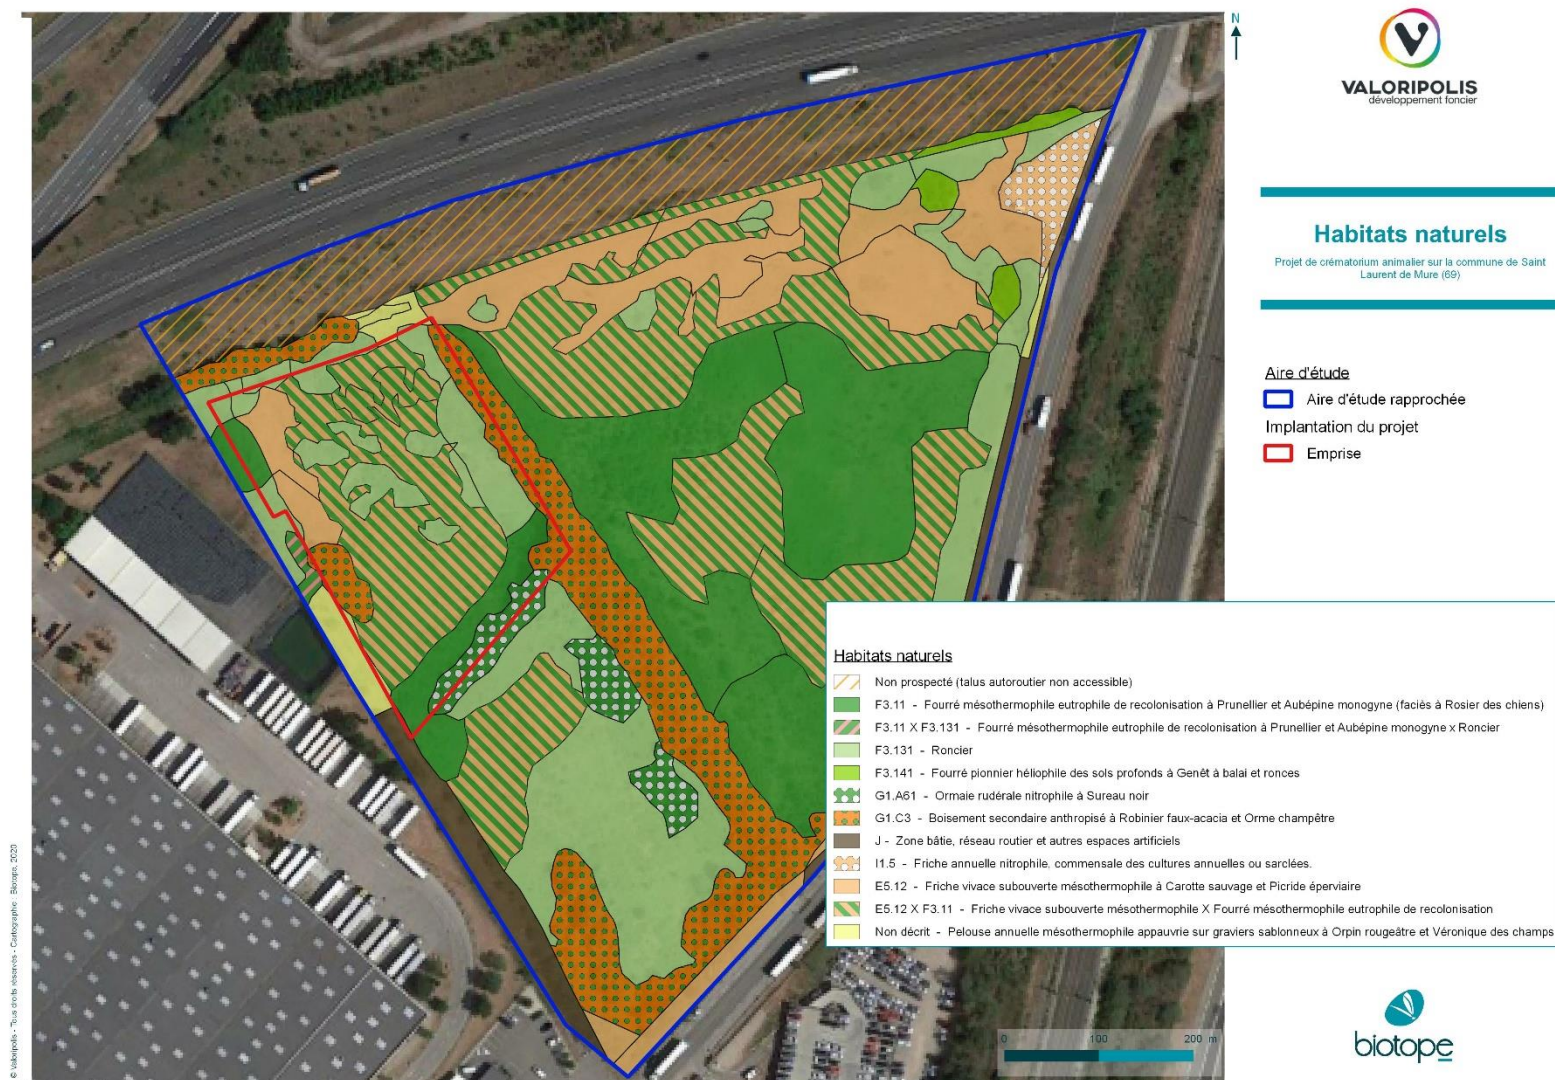 N
VALORIPOLIS
développement foncier
Habitats naturels
Projet de crématorium animalier sur la commune de Saint
Laurent de Mure (69)
Aire d'étude
Aire d'étude rapprochée
Implantation du projet
Emprise
Habitats naturels
Non prospecté (talus autoroutier non accessible)
F3.11 - Fourré mésothermophile eutrophile de recolonisation à Prunellier et Aubépine monogyne (faciès à Rosier des chiens)
F3.11 X F3.131 - Fourré mésothermophile eutrophile de recolonisation à Prunellier et Aubépine monogyne x Roncier
F3.131 - Roncier
F3.141 - Fourré pionnier héliophile des sols profonds à Genêt à balai et ronces
G1.A61 - Ormaie rudérale nitrophile à Sureau noir
G1.C3 - Boisement secondaire anthropisé à Robinier faux-acacia et Orme champêtre
J - Zone bâtie, réseau routier et autres espaces artificiels
I1.5 - Friche annuelle nitrophile, commensale des cultures annuelles ou sarclées.
E5.12 - Friche vivace subouverte mésothermophile à Carotte sauvage et Picride éperviaire
E5.12 X F3.11 - Friche vivace subouverte mésothermophile X Fourré mésothermophile eutrophile de recolonisation
Non décrit - Pelouse annuelle mésothermophile appauvrie sur graviers sablonneux à Orpin rougeâtre et Véronique des champs
0 100 200 m
biotope
© Valoripolis - Tous droits réservés - Cartographie : Biotope, 2020